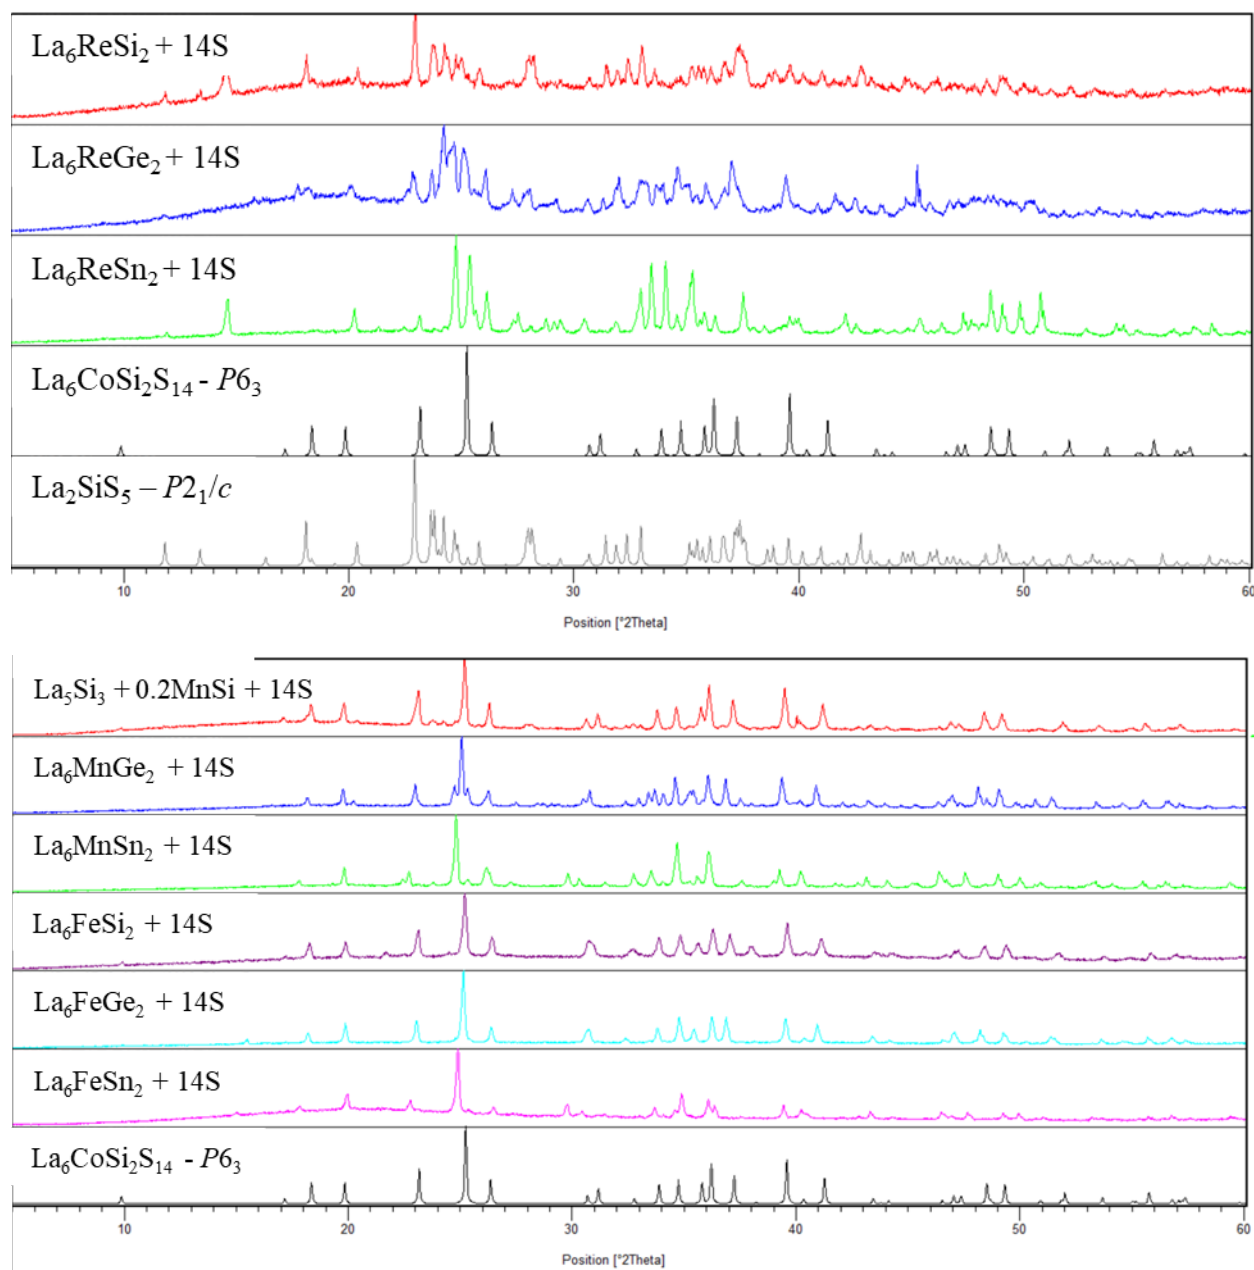 La₆ReSi₂ + 14S
La₆ReGe₂ + 14S
La₆ReSn₂ + 14S
La₆CoSi₂S₁₄ - P6₃
La₂SiS₅ – P2₁/c
10 20 30 40 50 60
Position [°2Theta]
La₅Si₃ + 0.2MnSi + 14S
La₆MnGe₂ + 14S
La₆MnSn₂ + 14S
La₆FeSi₂ + 14S
La₆FeGe₂ + 14S
La₆FeSn₂ + 14S
La₆CoSi₂S₁₄ - P6₃
10 20 30 40 50 60
Position [°2Theta]